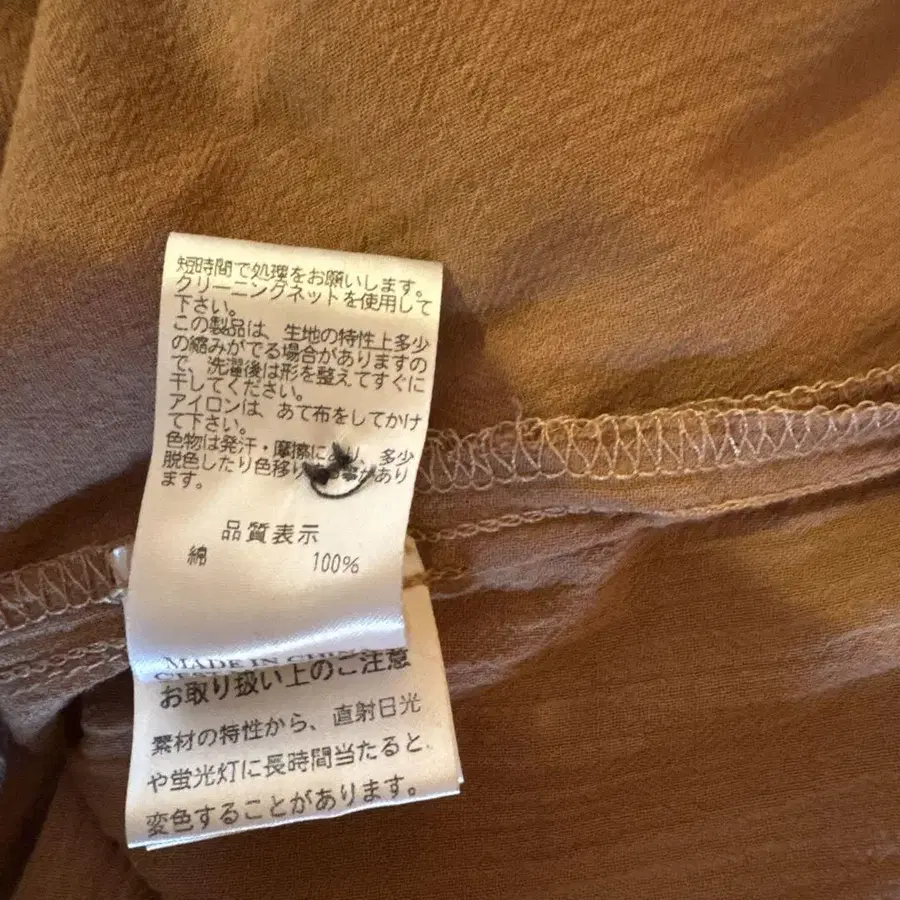 短時間で処理をお願いします。
クリーニングネットを使用して
下さい。
この製品は、生地の特性上多少
の縮みがでる場合がありますの
で、洗濯後は形を整えてすぐに
干してください。
アイロンは、あて布をしてかけ
て下さい。
色物は発汗・摩擦により、多少
脱色したり色移り があり
ます。
品質表示
綿 100%
MADE IN CHIN
お取り扱い上のご注意
素材の特性から、直射日光
や蛍光灯に長時間当たると、
変色することがあります。